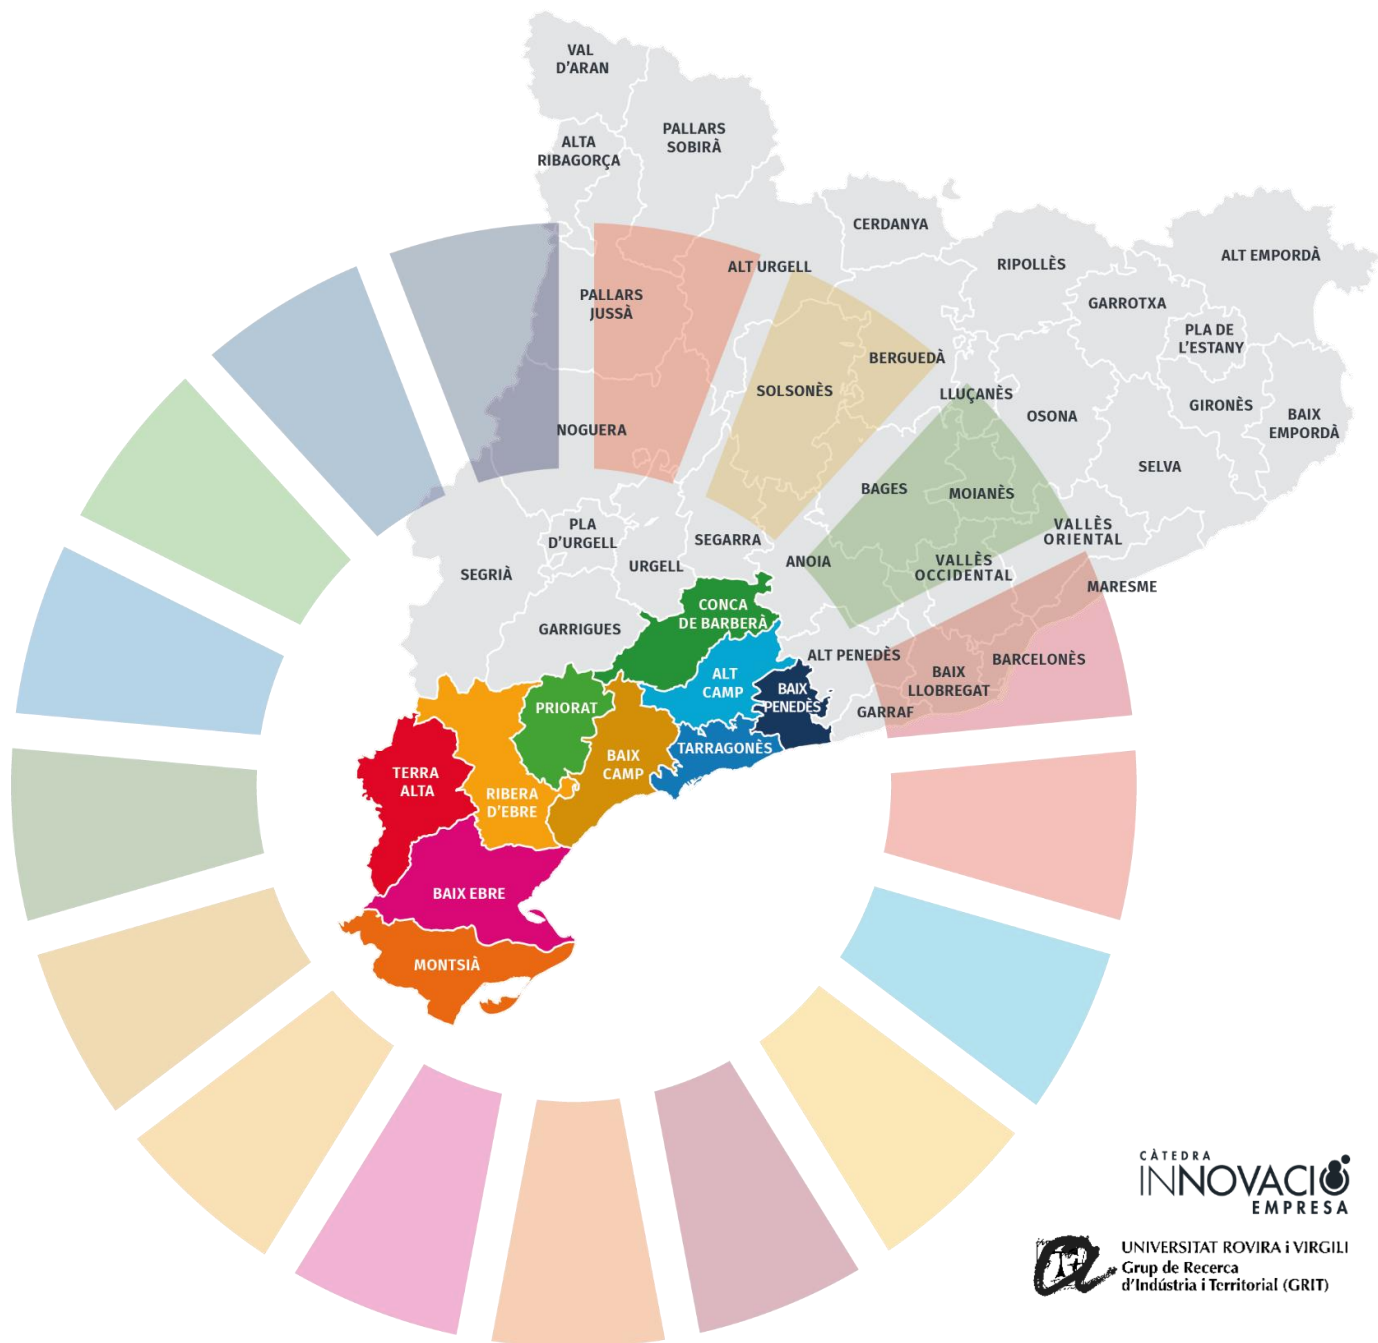 VAL
D'ARAN
PALLARS
SOBIRÀ
ALTA
RIBAGORÇA
CERDANYA
ALT EMPORDÀ
RIPOLLÈS
ALT URGELL
GARROTXA
PALLARS
JUSSÀ
PLA DE
L'ESTANY
BERGUEDÀ
SOLSONÈS
LLUÇANÈS
OSONA
GIRONÈS
BAIX
EMPORDÀ
NOGUERA
SELVA
BAGES
MOIANÈS
PLA
D'URGELL
VALLÈS
ORIENTAL
SEGARRA
ANOIA
VALLÈS
OCCIDENTAL
URGELL
SEGRIÀ
MARESME
CONCA
DE BARBERÀ
GARRIGUES
ALT PENEDÈS
BARCELONÈS
BAIX
LLOBREGAT
ALT
CAMP
BAIX
PENEDÈS
PRIORAT
GARRAF
TARRAGONÈS
BAIX
CAMP
TERRA
ALTA
RIBERA
D'EBRE
BAIX EBRE
MONTSIÀ
CÀTEDRA
INNOVACIÓ
EMPRESA
UNIVERSITAT ROVIRA i VIRGILI
Grup de Recerca
d'Indústria i Territorial (GRIT)